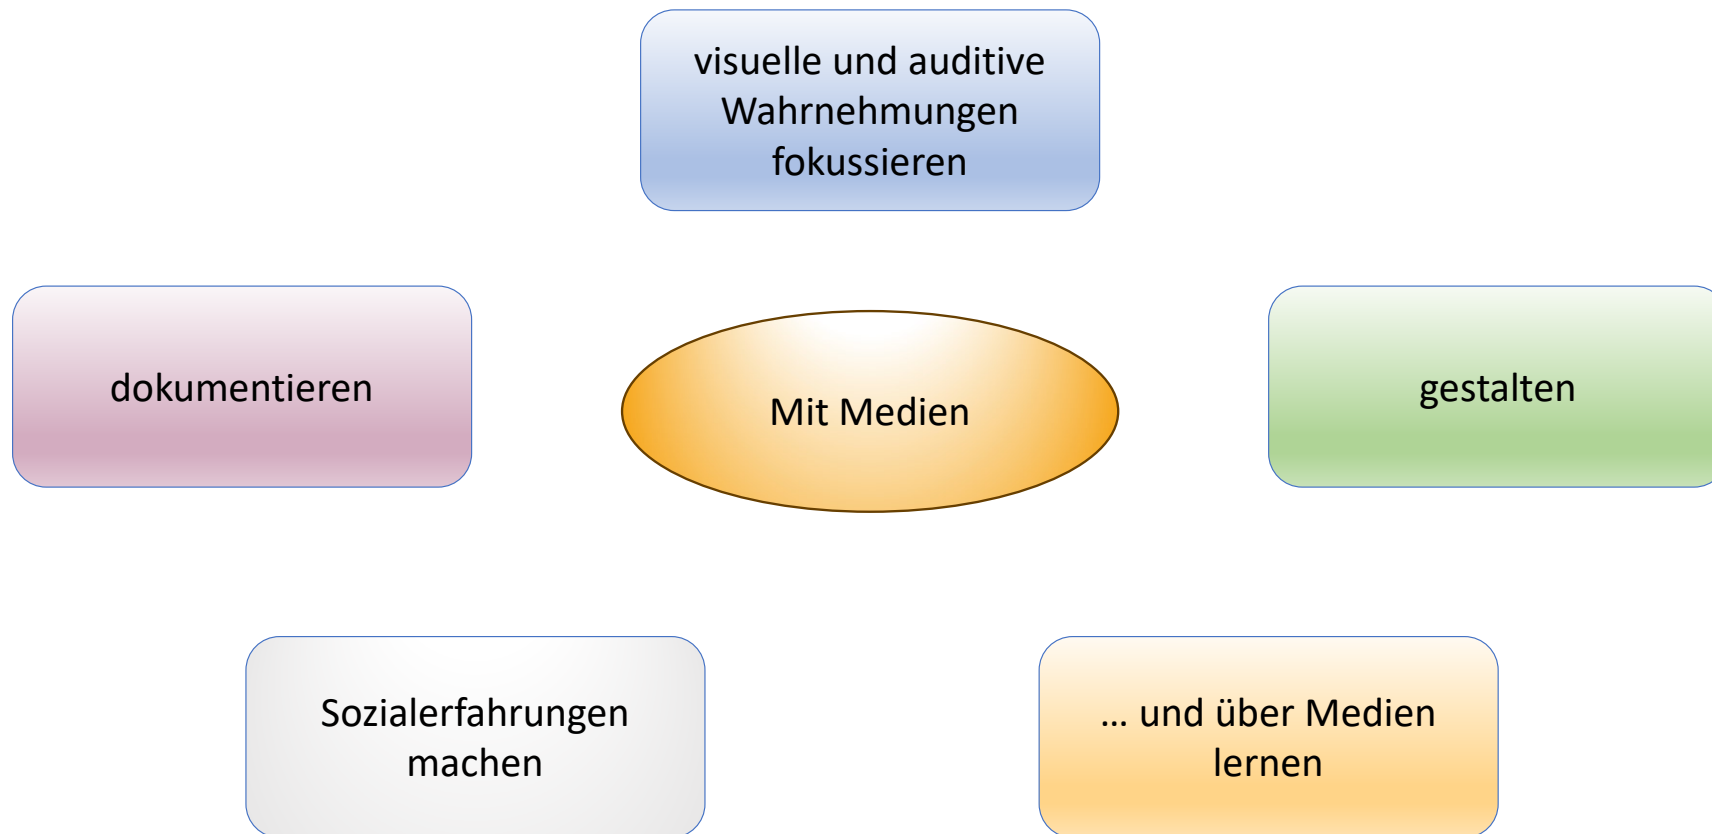 visuelle und auditive
Wahrnehmungen
fokussieren
dokumentieren
Mit Medien
gestalten
Sozialerfahrungen
machen
… und über Medien
lernen